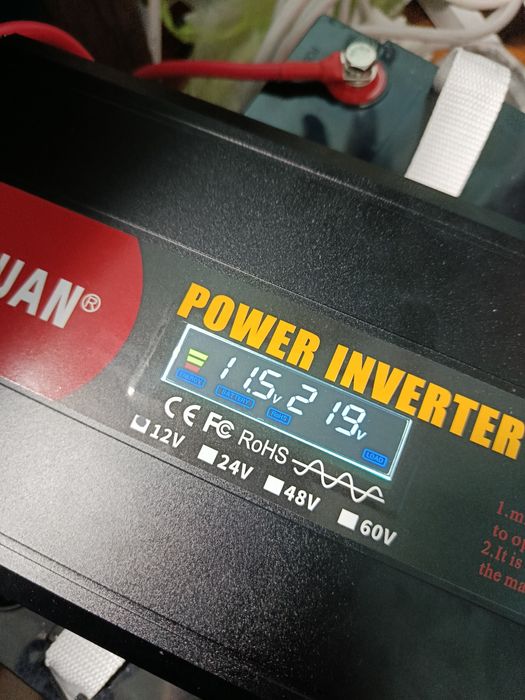 UAN®
POWER INVERTER
11.5V 219V
BATTERY
LOAD
CE FC RoHS
12V
24V
48V
60V
1.m
to op
2.It is
the ma